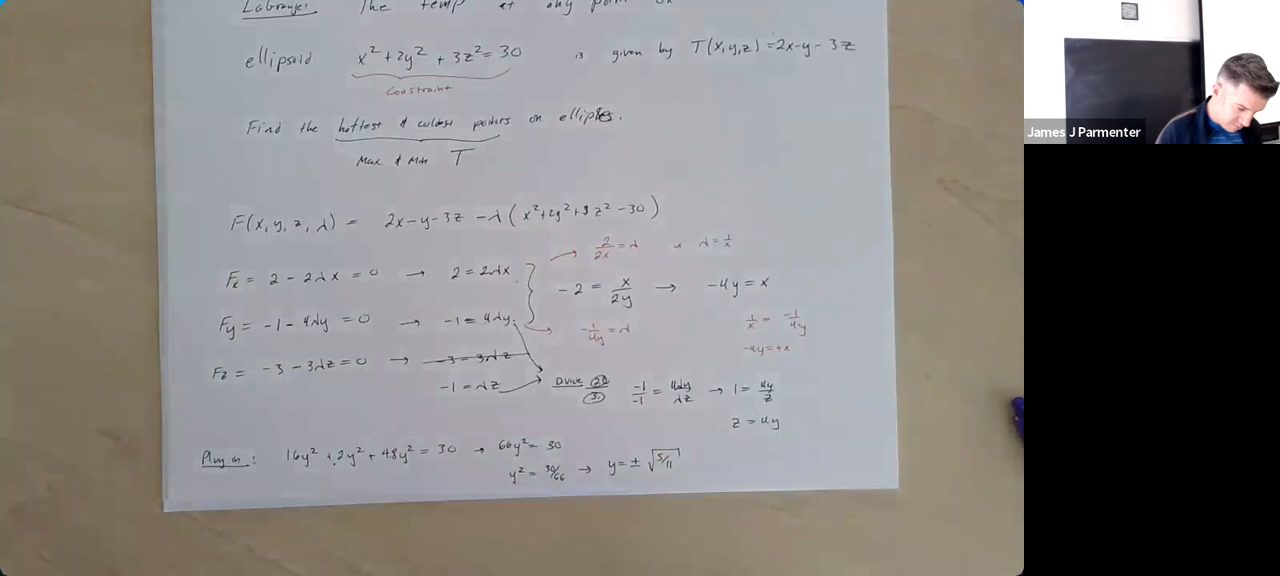 Lagrange: The temp at any point on
ellipsoid x² + 2y² + 3z² = 30 is given by T(x,y,z) = 2x-y-3z
constraint
Find the hottest & coldest points on ellipse.
Max & Min T
F(x, y, z, λ) = 2x-y-3z -λ(x²+2y²+3z²-30)
2/2x = λ λ = 1/x
Fx = 2 - 2λx = 0 → 2 = 2λx
-2 = x/2y → -4y = x
Fy = -1 - 4λy = 0 → -1 = 4λy
-1/4y = λ
1/x = -1/4y
-4y = +x
Fz = -3 - 3λz = 0 → -3 = 3λz
-1 = λz
Divide 2/3 -1/-1 = 4λy/λz → 1 = 4y/z
z = 4y
Plug in: 16y² + 2y² + 48y² = 30 → 66y² = 30
y² = 30/66 → y = ± √5/11
James J Parmenter